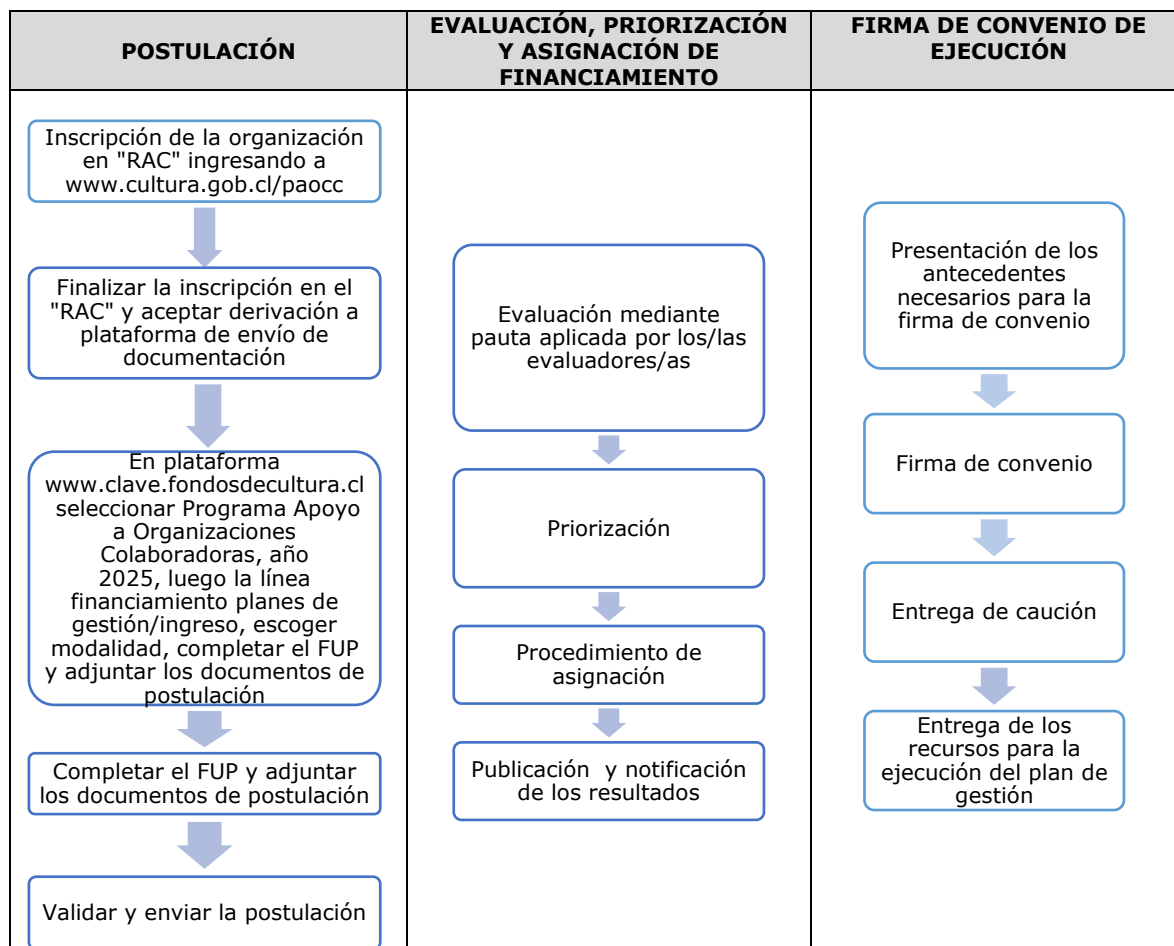 POSTULACIÓN
EVALUACIÓN, PRIORIZACIÓN
Y ASIGNACIÓN DE
FINANCIAMIENTO
FIRMA DE CONVENIO DE
EJECUCIÓN
Inscripción de la organización
en "RAC" ingresando a
www.cultura.gob.cl/paocc
Finalizar la inscripción en el
"RAC" y aceptar derivación a
plataforma de envío de
documentación
En plataforma
www.clave.fondosdecultura.cl
seleccionar Programa Apoyo
a Organizaciones
Colaboradoras, año
2025, luego la línea
financiamiento planes de
gestión/ingreso, escoger
modalidad, completar el FUP
y adjuntar los documentos de
postulación
Completar el FUP y adjuntar
los documentos de postulación
Validar y enviar la postulación
Evaluación mediante
pauta aplicada por los/las
evaluadores/as
Priorización
Procedimiento de
asignación
Publicación y notificación
de los resultados
Presentación de los
antecedentes
necesarios para la
firma de convenio
Firma de convenio
Entrega de caución
Entrega de los
recursos para la
ejecución del plan de
gestión